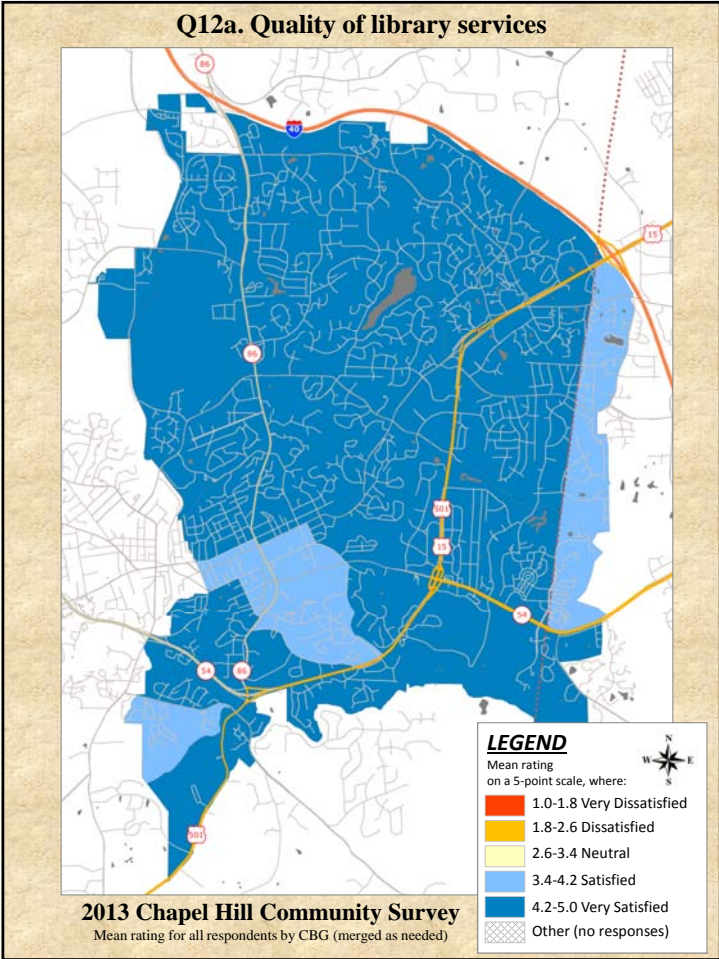 Q12a. Quality of library services
86
40
15
86
501
15
54
54
86
501
LEGEND
Mean rating
on a 5-point scale, where:
N
W E
S
1.0-1.8 Very Dissatisfied
1.8-2.6 Dissatisfied
2.6-3.4 Neutral
3.4-4.2 Satisfied
4.2-5.0 Very Satisfied
Other (no responses)
2013 Chapel Hill Community Survey
Mean rating for all respondents by CBG (merged as needed)